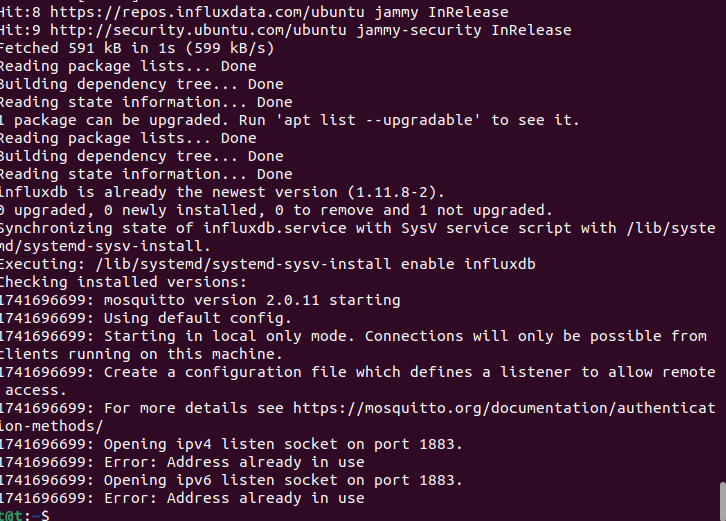 Hit:8 https://repos.influxdata.com/ubuntu jammy InRelease
Hit:9 http://security.ubuntu.com/ubuntu jammy-security InRelease
Fetched 591 kB in 1s (599 kB/s)
Reading package lists... Done
Building dependency tree... Done
Reading state information... Done
1 package can be upgraded. Run 'apt list --upgradable' to see it.
Reading package lists... Done
Building dependency tree... Done
Reading state information... Done
influxdb is already the newest version (1.11.8-2).
0 upgraded, 0 newly installed, 0 to remove and 1 not upgraded.
Synchronizing state of influxdb.service with SysV service script with /lib/syste
md/systemd-sysv-install.
Executing: /lib/systemd/systemd-sysv-install enable influxdb
Checking installed versions:
1741696699: mosquitto version 2.0.11 starting
1741696699: Using default config.
1741696699: Starting in local only mode. Connections will only be possible from
clients running on this machine.
1741696699: Create a configuration file which defines a listener to allow remote
 access.
1741696699: For more details see https://mosquitto.org/documentation/authenticat
ion-methods/
1741696699: Opening ipv4 listen socket on port 1883.
1741696699: Error: Address already in use
1741696699: Opening ipv6 listen socket on port 1883.
1741696699: Error: Address already in use
t@t:~$